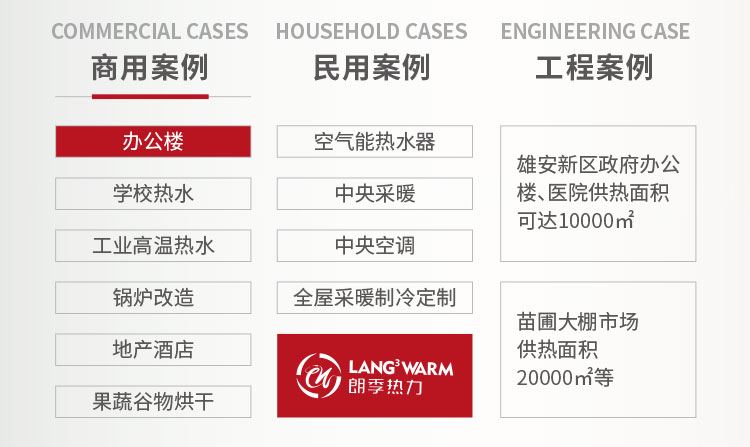 COMMERCIAL CASES
商用案例
办公楼
学校热水
工业高温热水
锅炉改造
地产酒店
果蔬谷物烘干
HOUSEHOLD CASES
民用案例
空气能热水器
中央采暖
中央空调
全屋采暖制冷定制
LANG³WARM
朗季热力
ENGINEERING CASE
工程案例
雄安新区政府办公
楼、医院供热面积
可达10000㎡
苗圃大棚市场
供热面积
20000㎡等